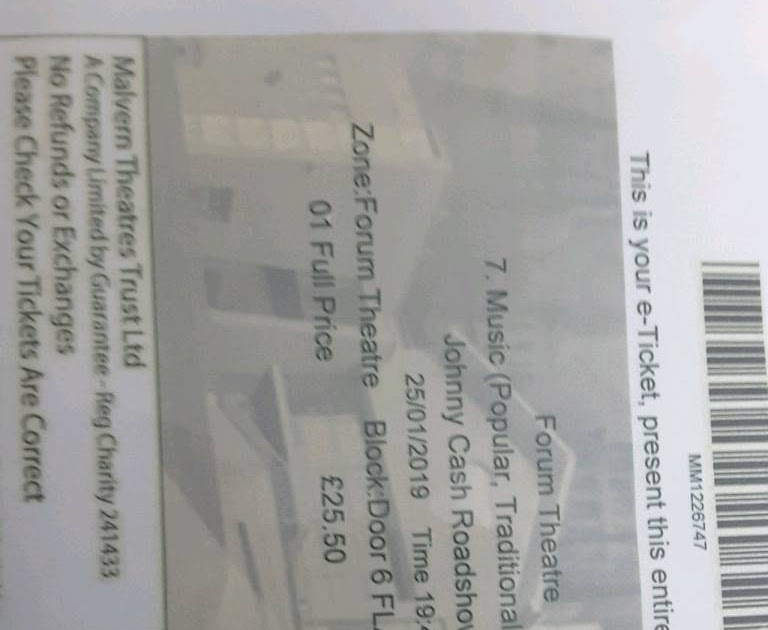 MM1226747
This is your e-Ticket, present this entire
Forum Theatre
7. Music (Popular, Traditional
Johnny Cash Roadshow
25/01/2019 Time 19:4
Zone:Forum Theatre Block:Door 6
01 Full Price £25.50
Malvern Theatres Trust Ltd
A Company Limited by Guarantee - Reg Charity 241433
No Refunds or Exchanges
Please Check Your Tickets Are Correct